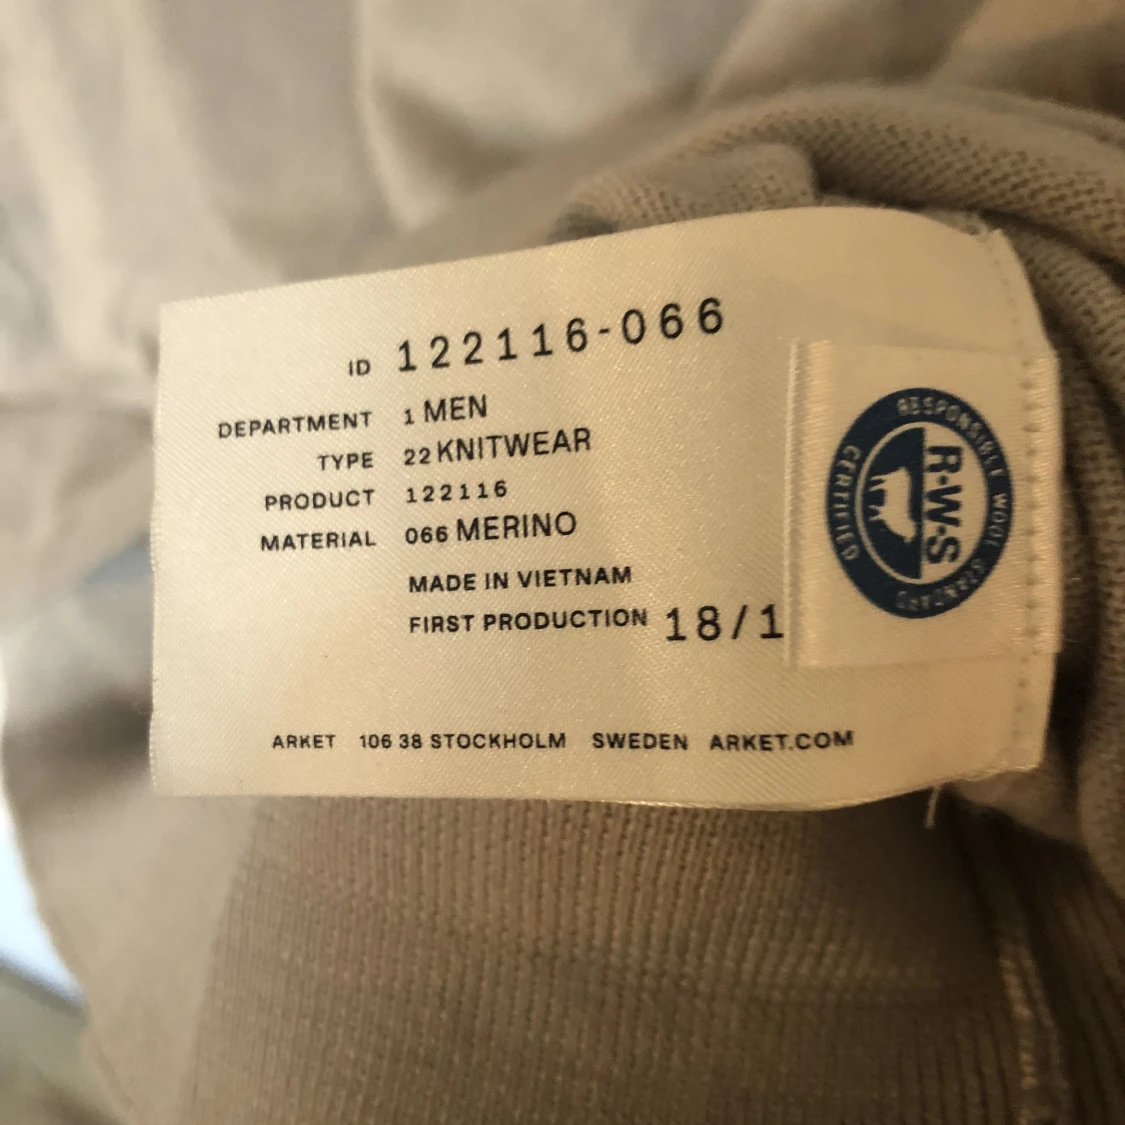 ID 122116-066
DEPARTMENT 1 MEN
TYPE 22 KNITWEAR
PRODUCT 122116
MATERIAL 066 MERINO
MADE IN VIETNAM
FIRST PRODUCTION 18/1
ARKET 106 38 STOCKHOLM SWEDEN ARKET.COM
RESPONSIBLE WOOL STANDARD
R·W·S
CERTIFIED